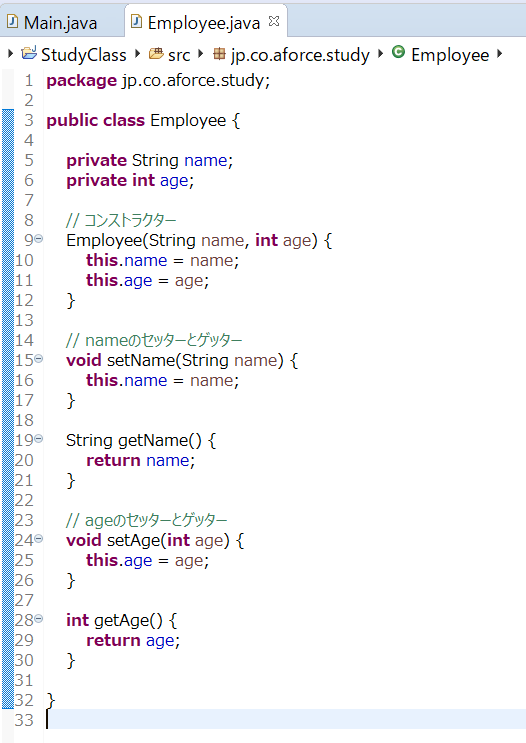 Main.java Employee.java
StudyClass src jp.co.aforce.study Employee
1 package jp.co.aforce.study;
2
3 public class Employee {
4
5 private String name;
6 private int age;
7
8 // コンストラクター
9 Employee(String name, int age) {
10 this.name = name;
11 this.age = age;
12 }
13
14 // nameのセッターとゲッター
15 void setName(String name) {
16 this.name = name;
17 }
18
19 String getName() {
20 return name;
21 }
22
23 // ageのセッターとゲッター
24 void setAge(int age) {
25 this.age = age;
26 }
27
28 int getAge() {
29 return age;
30 }
31
32 }
33